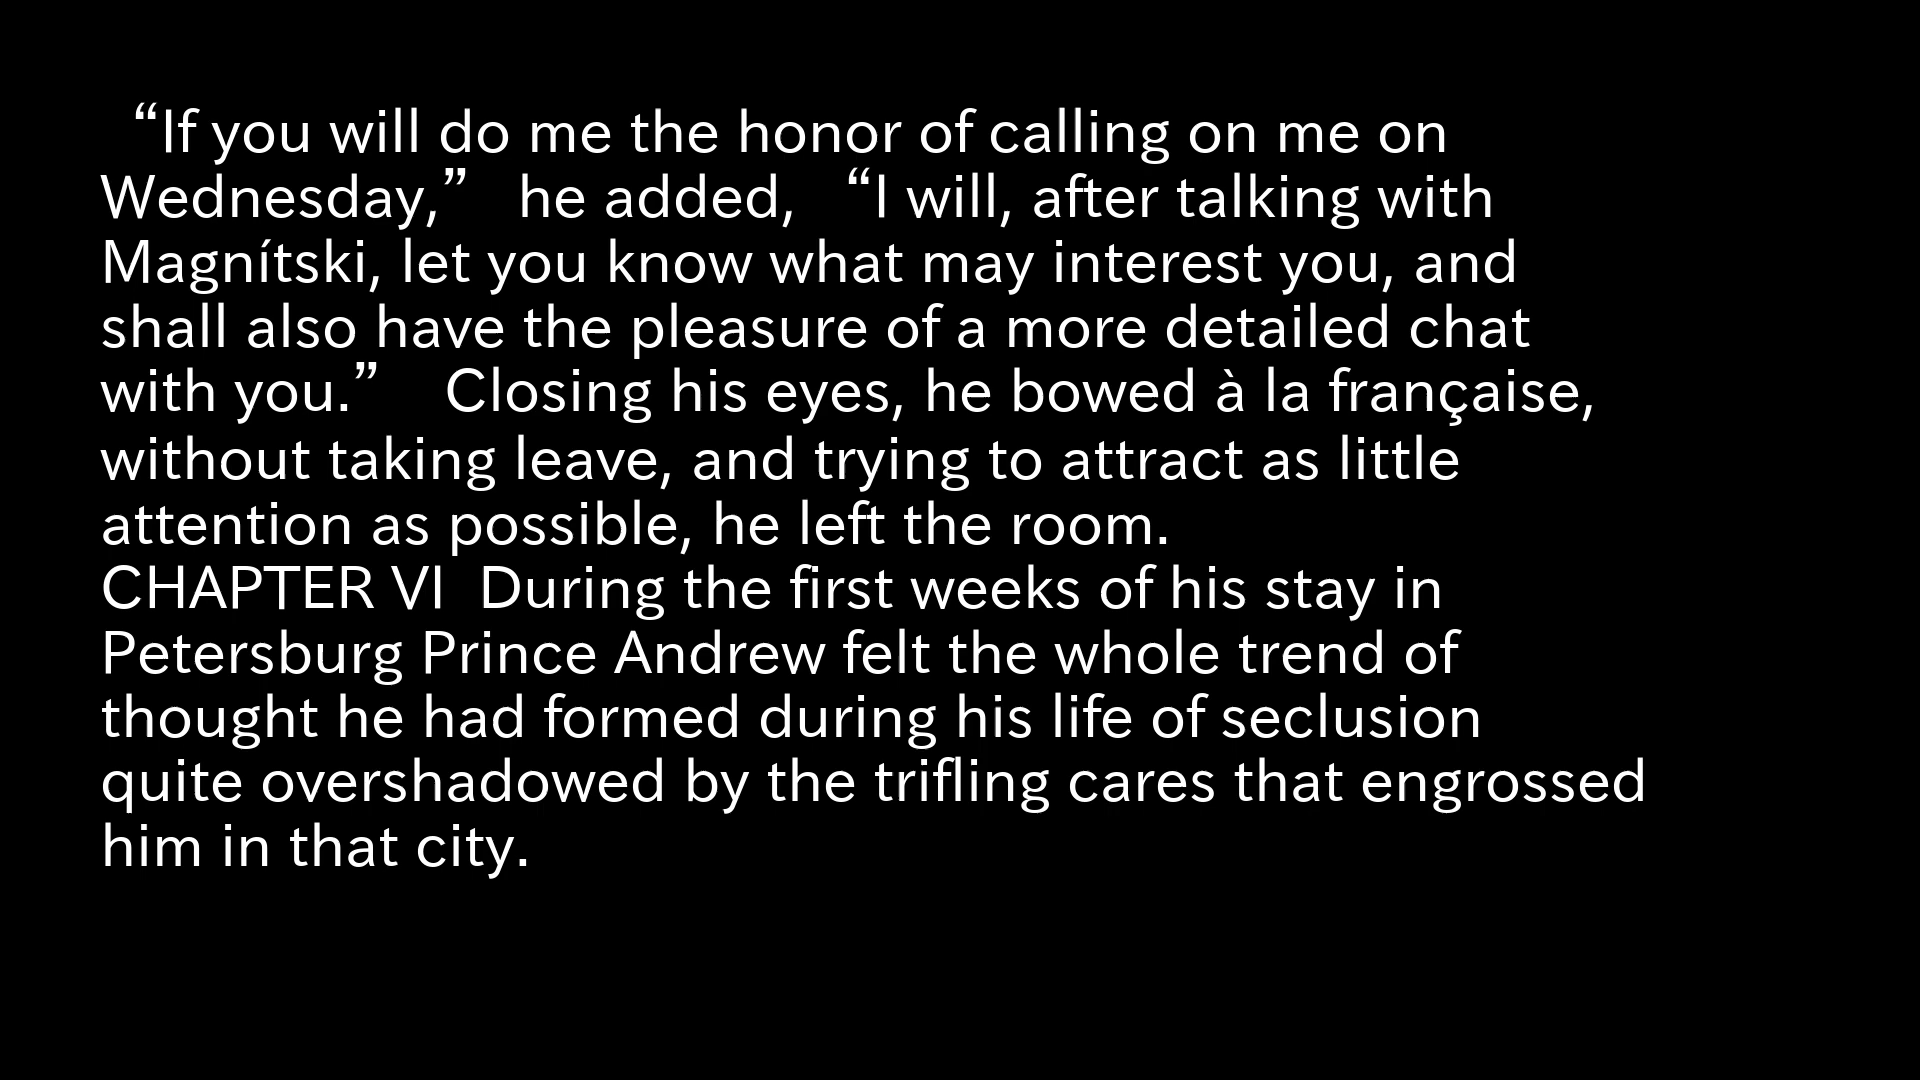 “If you will do me the honor of calling on me on
Wednesday,” he added, “I will, after talking with
Magnítski, let you know what may interest you, and
shall also have the pleasure of a more detailed chat
with you.” Closing his eyes, he bowed à la française,
without taking leave, and trying to attract as little
attention as possible, he left the room.
CHAPTER VI During the first weeks of his stay in
Petersburg Prince Andrew felt the whole trend of
thought he had formed during his life of seclusion
quite overshadowed by the trifling cares that engrossed
him in that city.